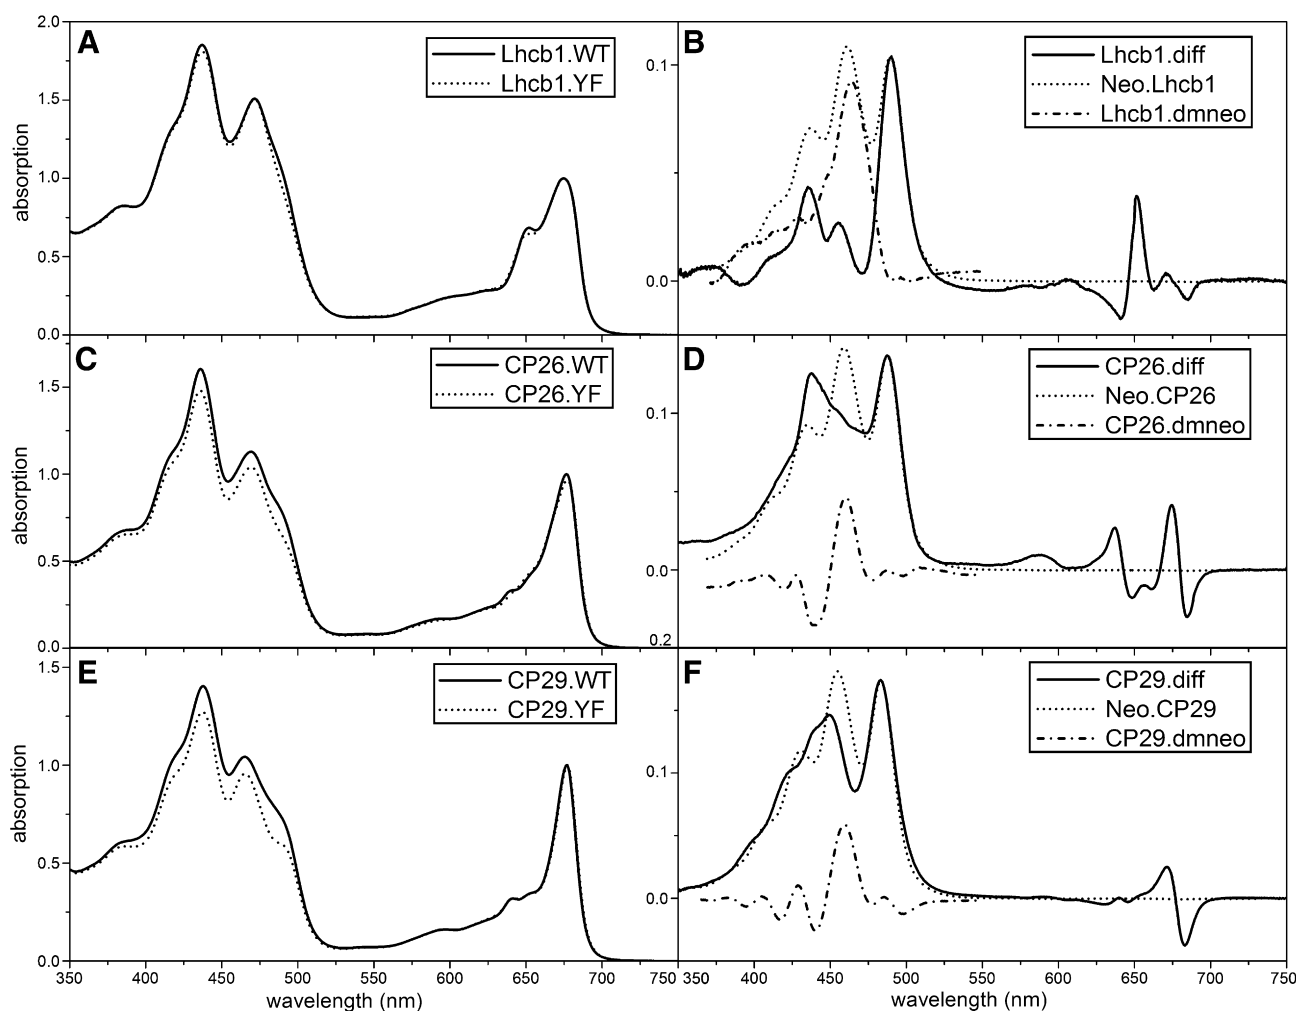 A
absorption
2.0
1.5
1.0
0.5
0.0
Lhcb1.WT
Lhcb1.YF
B
0.1
0.0
Lhcb1.diff
Neo.Lhcb1
Lhcb1.dmneo
C
absorption
1.5
1.0
0.5
0.0
CP26.WT
CP26.YF
D
0.1
0.0
0.2
CP26.diff
Neo.CP26
CP26.dmneo
E
absorption
1.5
1.0
0.5
0.0
CP29.WT
CP29.YF
350 400 450 500 550 600 650 700 750
wavelength (nm)
F
0.1
0.0
CP29.diff
Neo.CP29
CP29.dmneo
400 450 500 550 600 650 700 750
wavelength (nm)